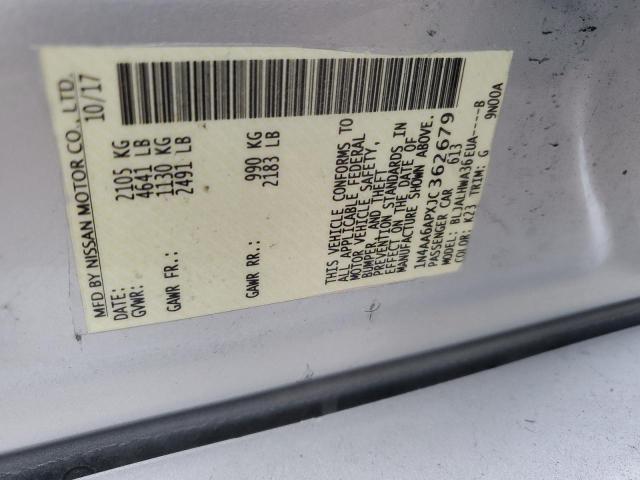 MFD BY NISSAN MOTOR CO., LTD.
DATE: 10/17
GVWR: 2105 KG
4641 LB
GAWR FR.: 1130 KG
2491 LB
GAWR RR.: 990 KG
2183 LB
THIS VEHICLE CONFORMS TO
ALL APPLICABLE FEDERAL
MOTOR VEHICLE SAFETY,
BUMPER, AND THEFT
PREVENTION STANDARDS IN
EFFECT ON THE DATE OF
MANUFACTURE SHOWN ABOVE.
1N4AA6APXJC362679
PASSENGER CAR 613
MODEL: BLJALHWA36EUA----B
COLOR: K23 TRIM: G 9N00A